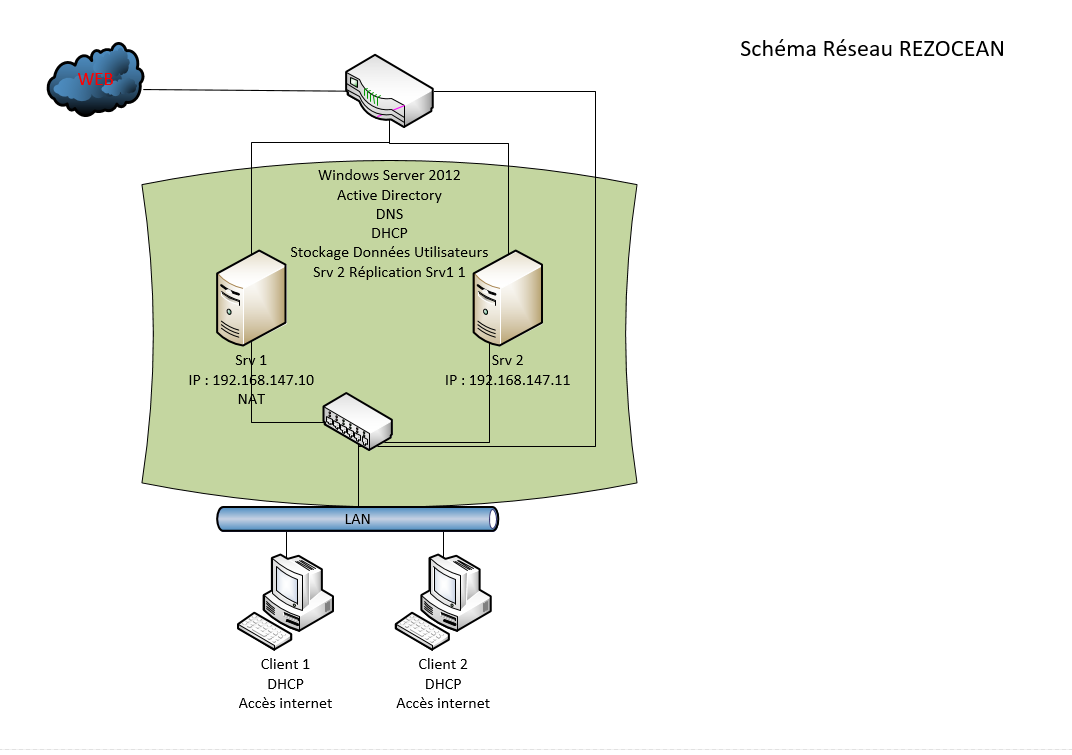 Schéma Réseau REZOCEAN
WEB
Windows Server 2012
Active Directory
DNS
DHCP
Stockage Données Utilisateurs
Srv 2 Réplication Srv1 1
Srv 1
IP : 192.168.147.10
NAT
Srv 2
IP : 192.168.147.11
LAN
Client 1
DHCP
Accès internet
Client 2
DHCP
Accès internet